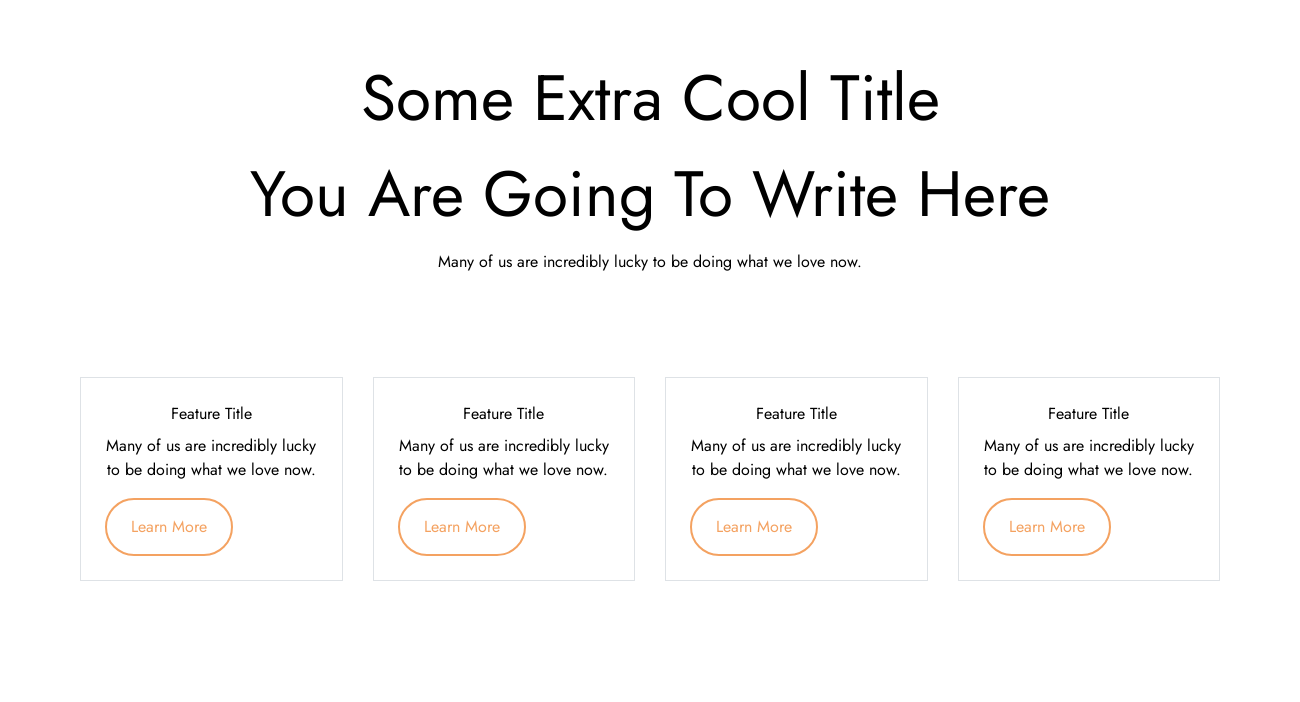 Some Extra Cool Title
You Are Going To Write Here
Many of us are incredibly lucky to be doing what we love now.
Feature Title
Many of us are incredibly lucky
to be doing what we love now.
Learn More
Feature Title
Many of us are incredibly lucky
to be doing what we love now.
Learn More
Feature Title
Many of us are incredibly lucky
to be doing what we love now.
Learn More
Feature Title
Many of us are incredibly lucky
to be doing what we love now.
Learn More